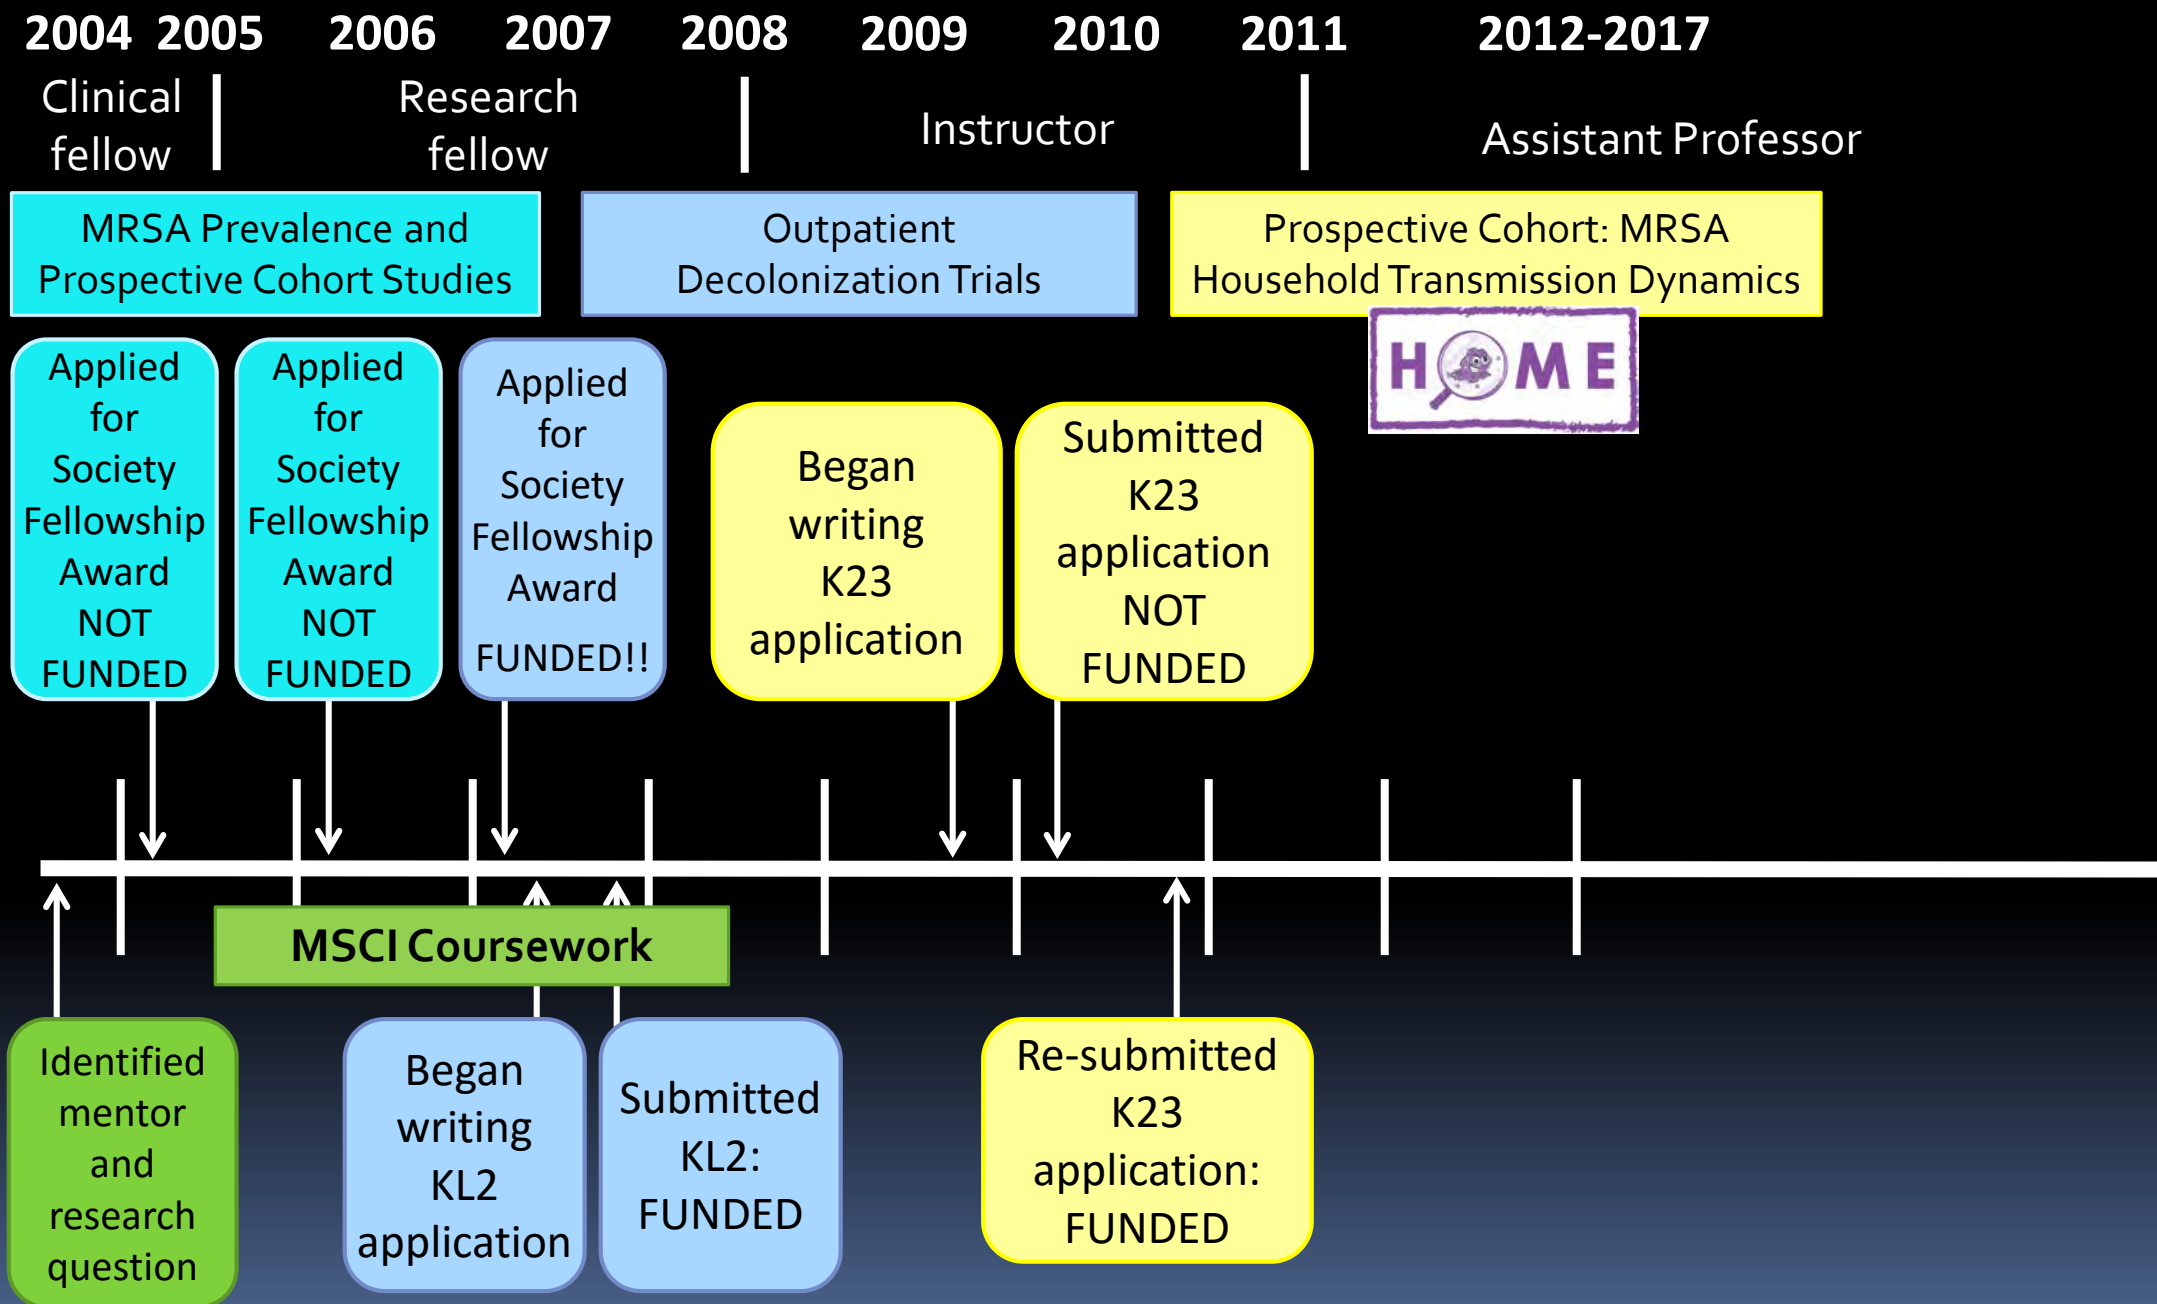 2004 2005 2006 2007 2008 2009 2010 2011 2012-2017
Clinical
fellow
Research
fellow
Instructor
Assistant Professor
MRSA Prevalence and
Prospective Cohort Studies
Outpatient
Decolonization Trials
Prospective Cohort: MRSA
Household Transmission Dynamics
HOME
Applied
for
Society
Fellowship
Award
NOT
FUNDED
Applied
for
Society
Fellowship
Award
NOT
FUNDED
Applied
for
Society
Fellowship
Award
FUNDED!!
Began
writing
K23
application
Submitted
K23
application
NOT
FUNDED
MSCI Coursework
Identified
mentor
and
research
question
Began
writing
KL2
application
Submitted
KL2:
FUNDED
Re-submitted
K23
application:
FUNDED